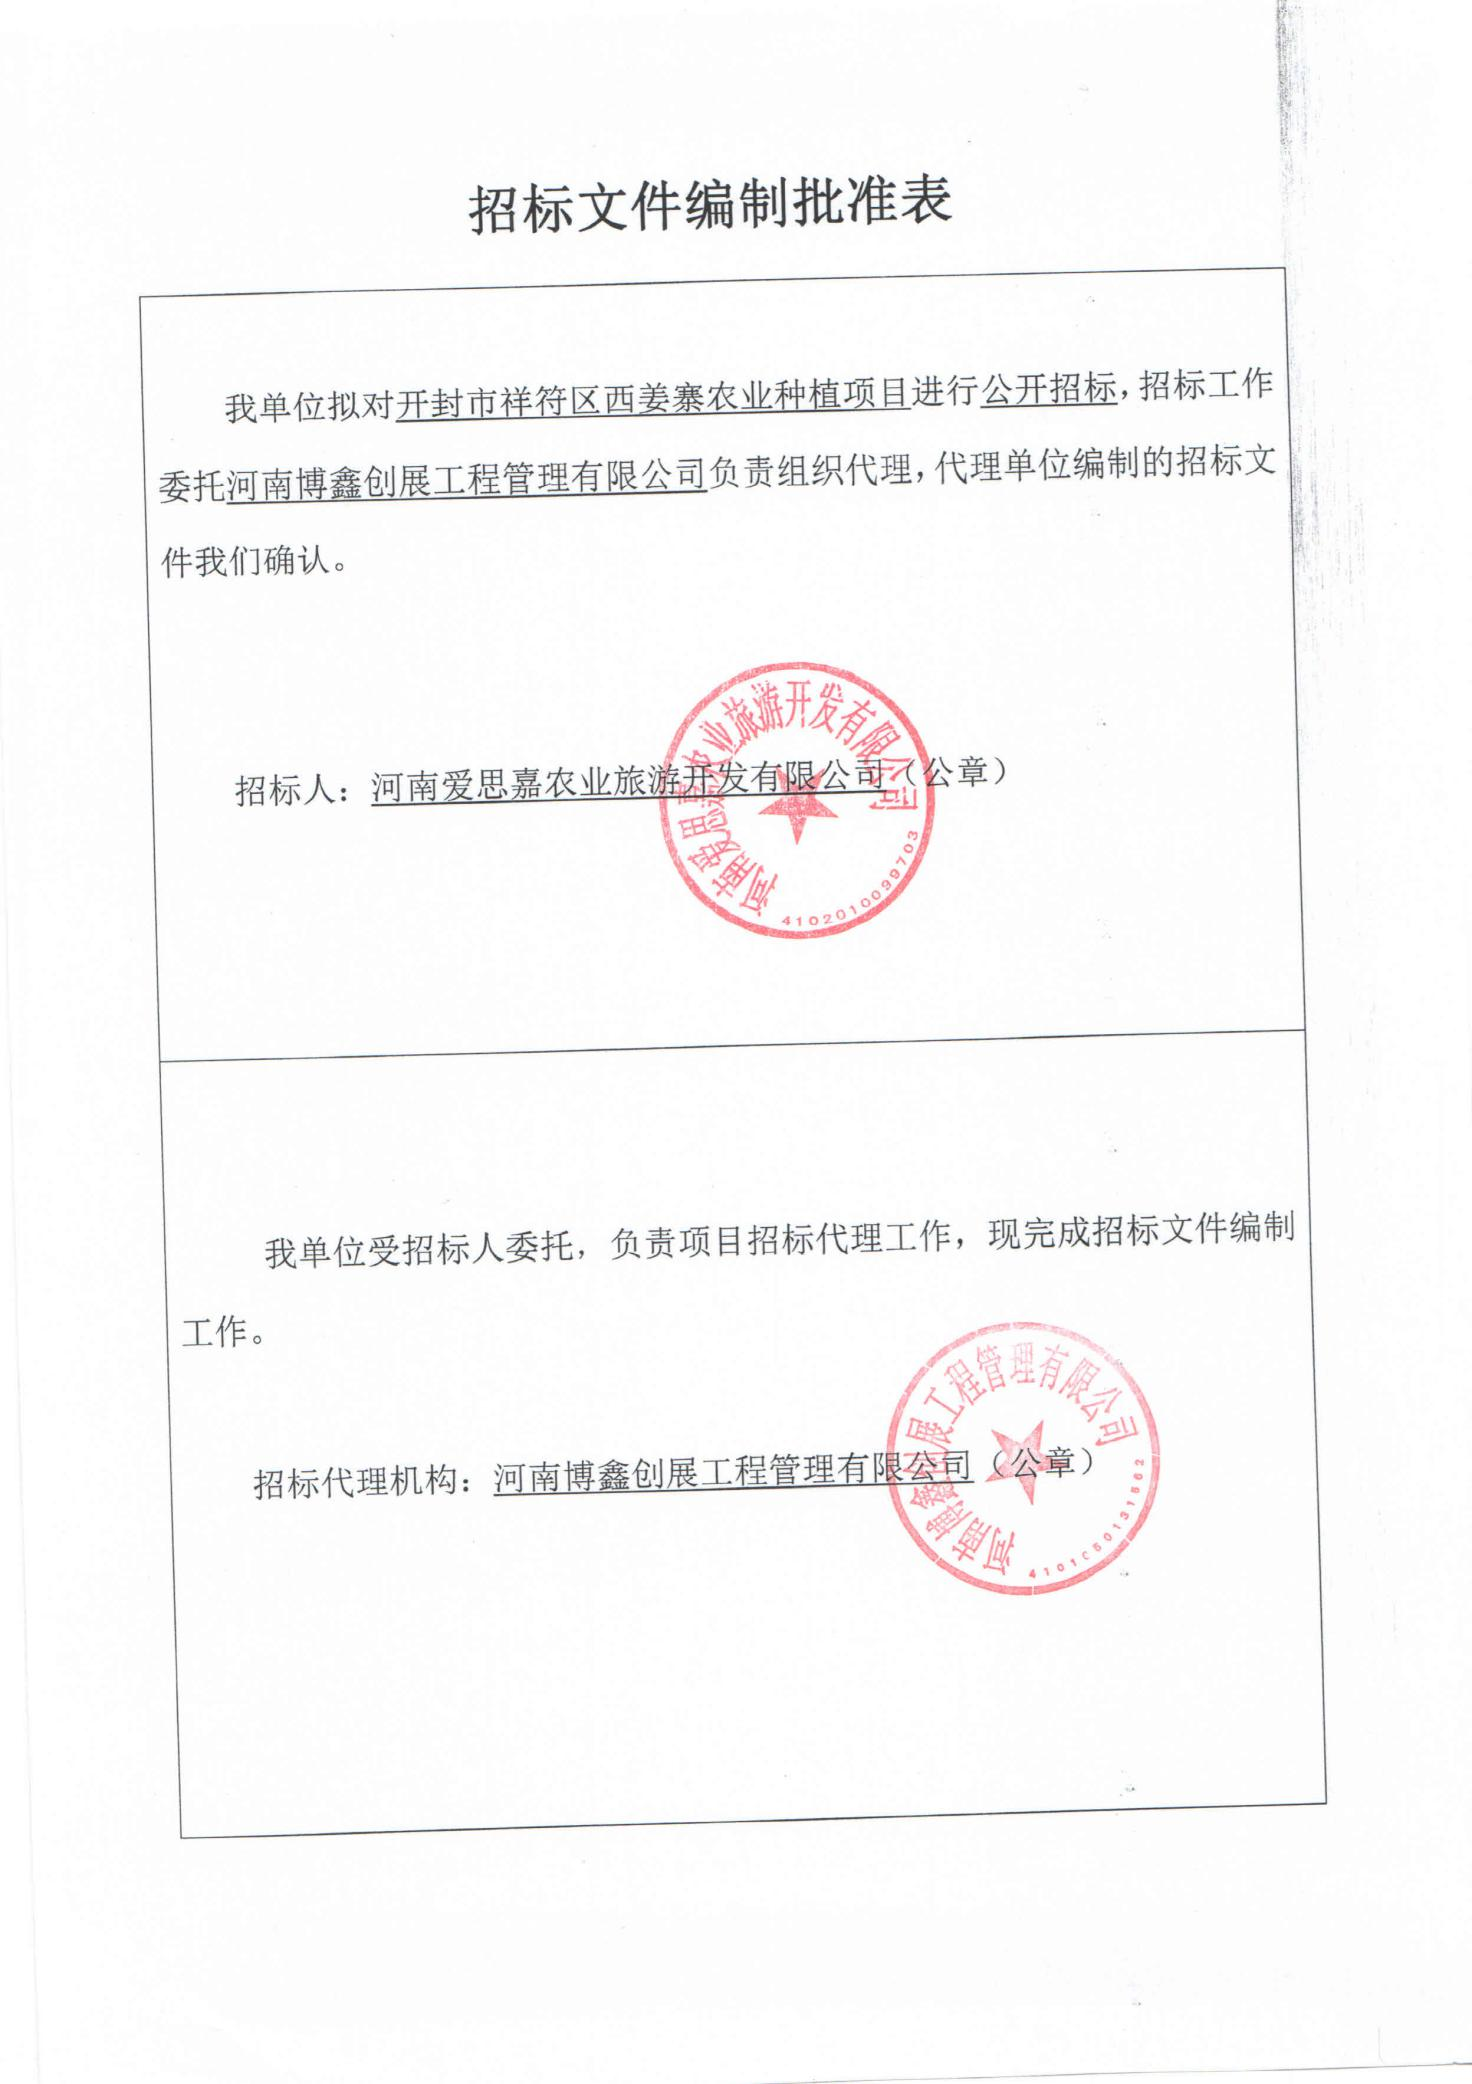 招标文件编制批准表
我单位拟对开封市祥符区西姜寨农业种植项目进行公开招标，招标工作
委托河南博鑫创展工程管理有限公司负责组织代理，代理单位编制的招标文
件我们确认。
招标人：河南爱思嘉农业旅游开发有限公司（公章）
河南爱思嘉农业旅游开发有限公司
4102010099703
我单位受招标人委托，负责项目招标代理工作，现完成招标文件编制
工作。
招标代理机构：河南博鑫创展工程管理有限公司（公章）
河南博鑫创展工程管理有限公司